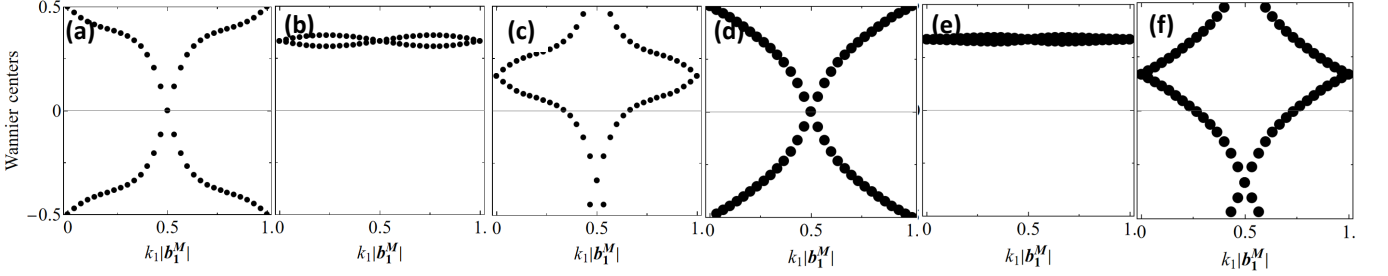 0.5 (a) (b) (c) (d) (e) (f)
Wannier centers
0 0
−0.5
0 0.5 1. 0 0.5 1. 0 0.5 1. 0 0.5 1. 0 0.5 1. 0 0.5 1.
k₁|b₁ᴹ| k₁|b₁ᴹ| k₁|b₁ᴹ| k₁|b₁ᴹ| k₁|b₁ᴹ| k₁|b₁ᴹ|